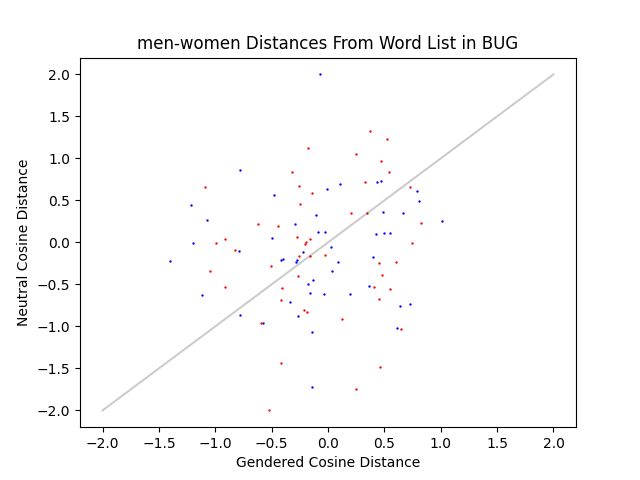 men-women Distances From Word List in BUG
Neutral Cosine Distance
2.0
1.5
1.0
0.5
0.0
−0.5
−1.0
−1.5
−2.0
−2.0 −1.5 −1.0 −0.5 0.0 0.5 1.0 1.5 2.0
Gendered Cosine Distance